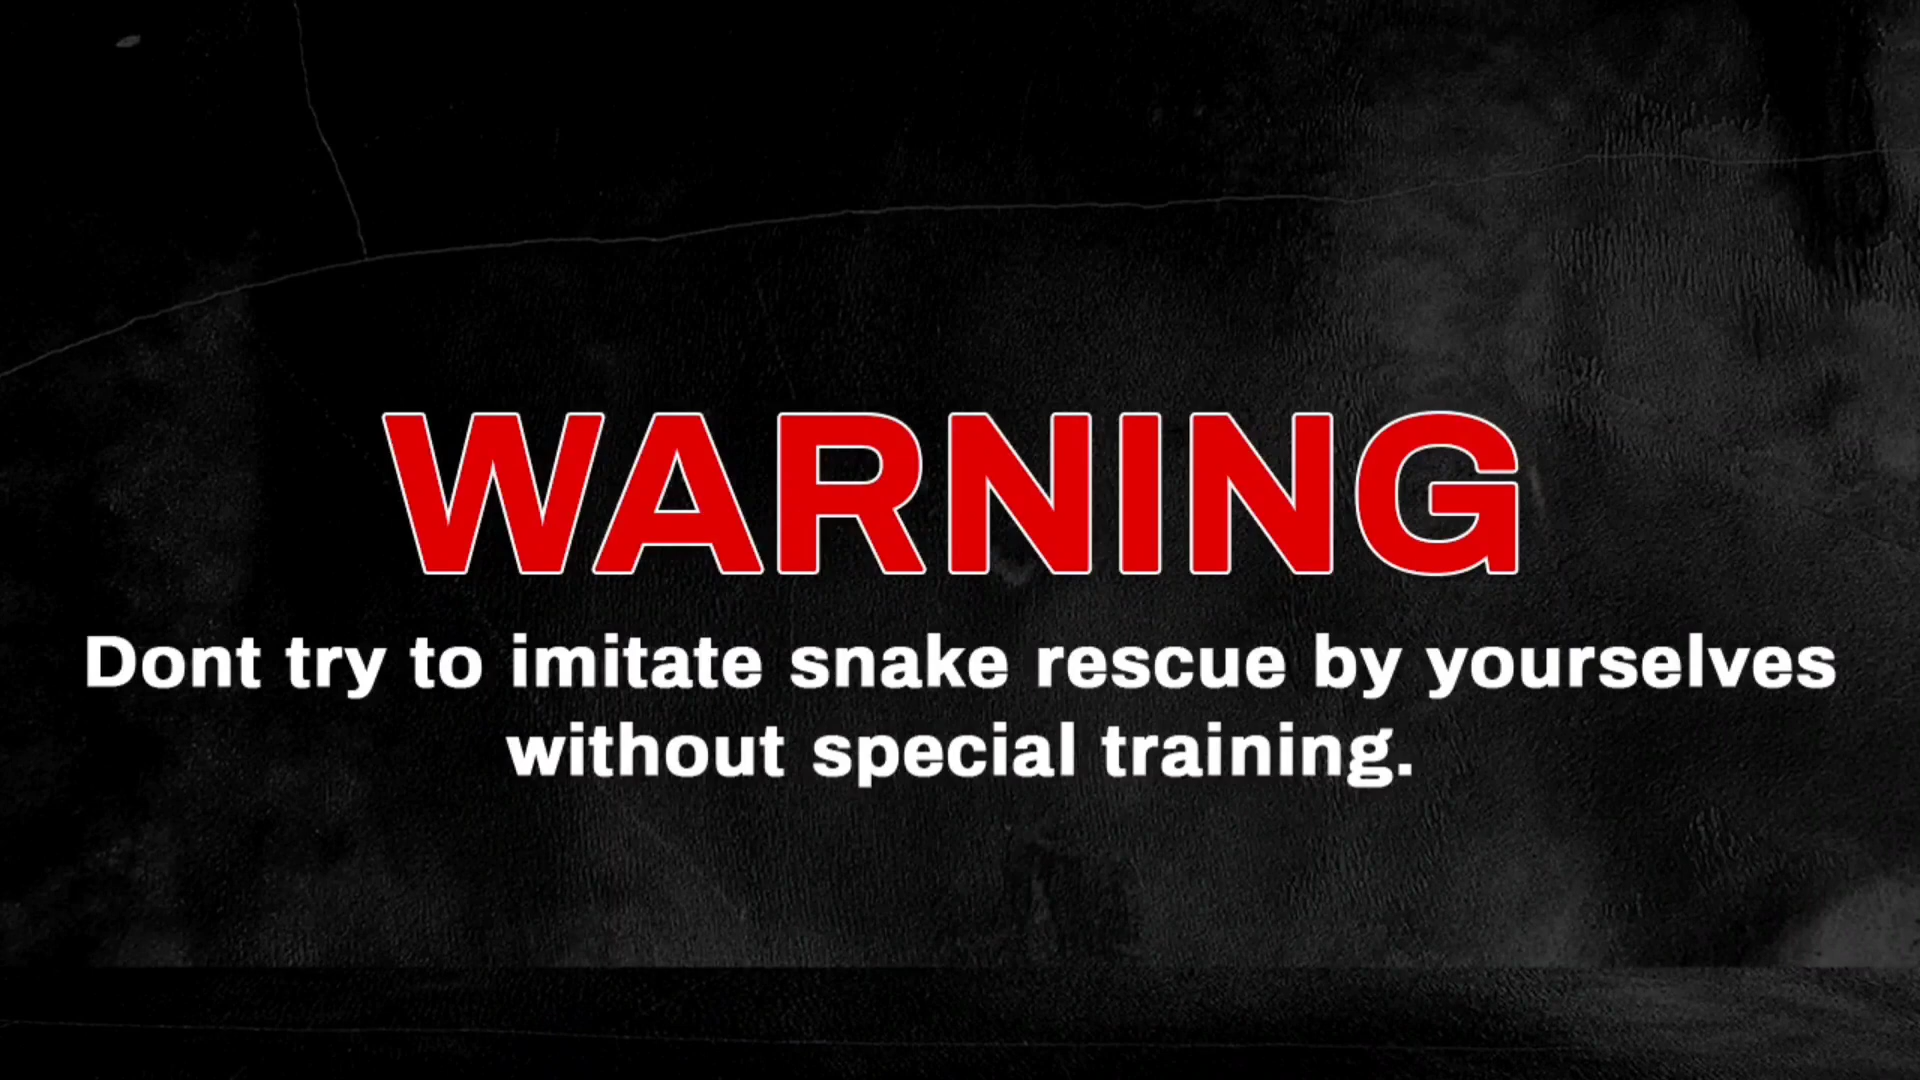 WARNING
Dont try to imitate snake rescue by yourselves
without special training.